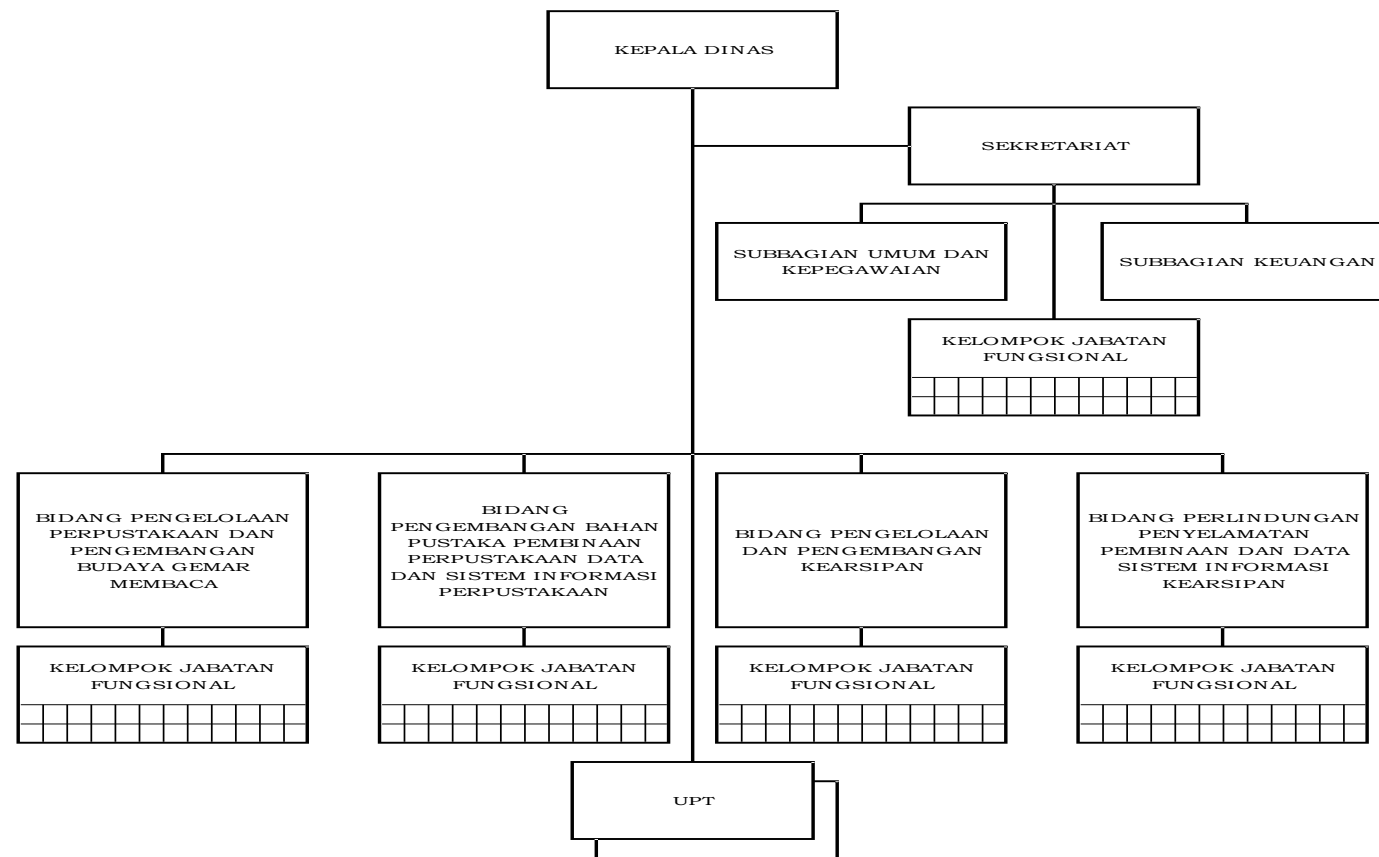 KEPALA DINAS
SEKRETARIAT
SUBBAGIAN UMUM DAN
KEPEGAWAIAN
SUBBAGIAN KEUANGAN
KELOMPOK JABATAN
FUNGSIONAL
BIDANG PENGELOLAAN
PERPUSTAKAAN DAN
PENGEMBANGAN
BUDAYA GEMAR
MEMBACA
BIDANG
PENGEMBANGAN BAHAN
PUSTAKA PEMBINAAN
PERPUSTAKAAN DATA
DAN SISTEM INFORMASI
PERPUSTAKAAN
BIDANG PENGELOLAAN
DAN PENGEMBANGAN
KEARSIPAN
BIDANG PERLINDUNGAN
PENYELAMATAN
PEMBINAAN DAN DATA
SISTEM INFORMASI
KEARSIPAN
KELOMPOK JABATAN
FUNGSIONAL
KELOMPOK JABATAN
FUNGSIONAL
KELOMPOK JABATAN
FUNGSIONAL
KELOMPOK JABATAN
FUNGSIONAL
UPT